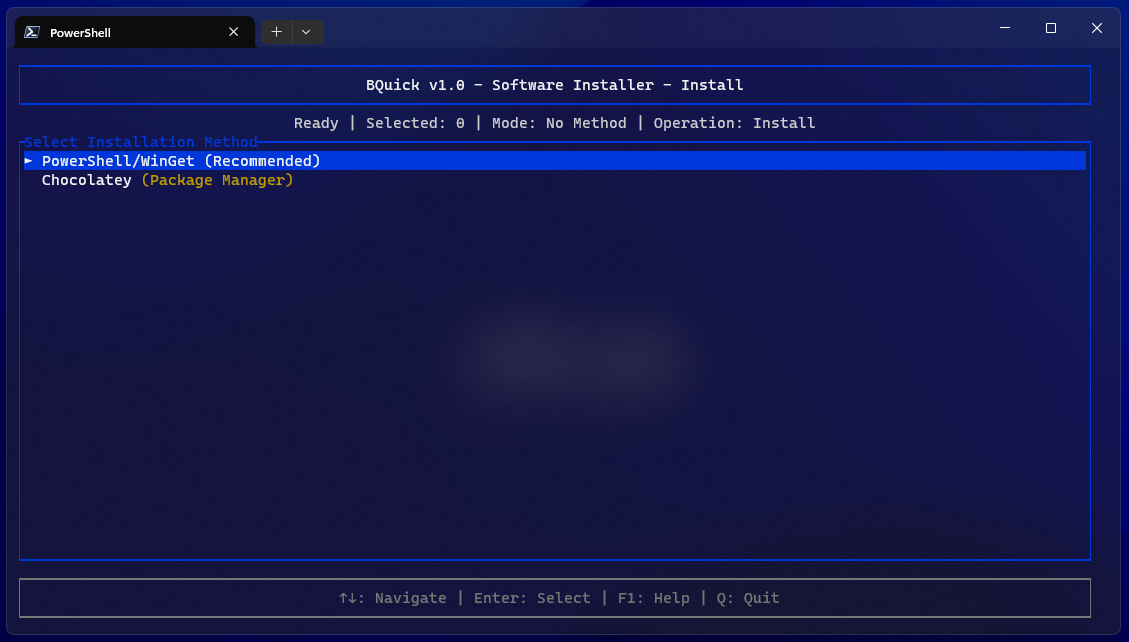 PowerShell
BQuick v1.0 - Software Installer - Install
Ready | Selected: 0 | Mode: No Method | Operation: Install
Select Installation Method
► PowerShell/WinGet (Recommended)
Chocolatey (Package Manager)
↑↓: Navigate | Enter: Select | F1: Help | Q: Quit